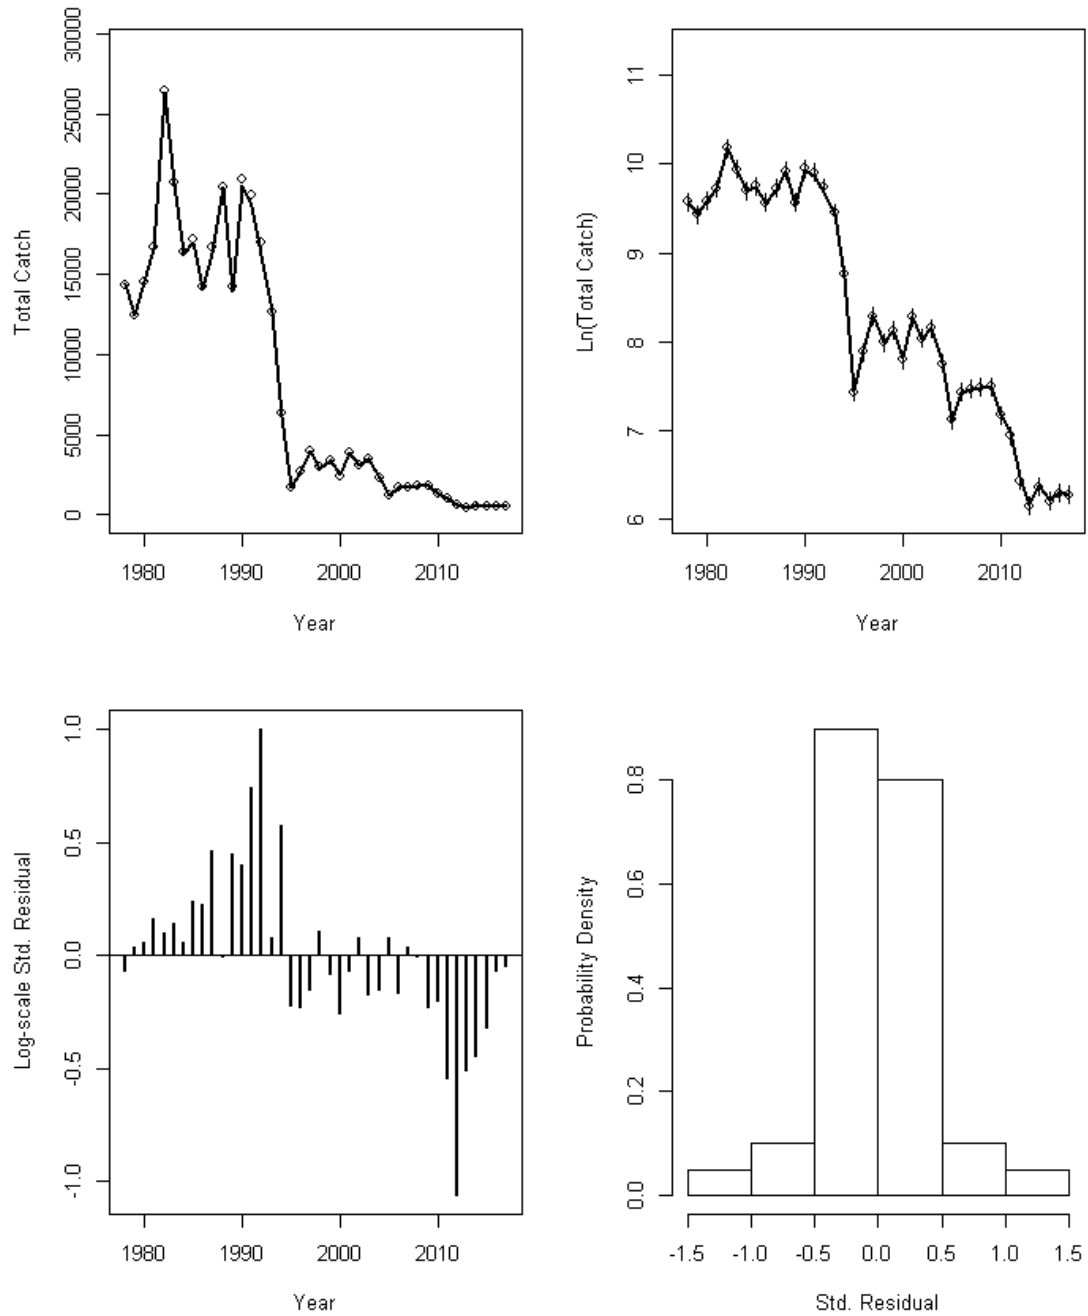 Total Catch
30000
25000
20000
15000
10000
5000
0
1980 1990 2000 2010
Year
Ln(Total Catch)
11
10
9
8
7
6
1980 1990 2000 2010
Year
Log-scale Std. Residual
1.0
0.5
0.0
-0.5
-1.0
1980 1990 2000 2010
Year
Probability Density
0.8
0.6
0.4
0.2
0.0
-1.5 -1.0 -0.5 0.0 0.5 1.0 1.5
Std. Residual